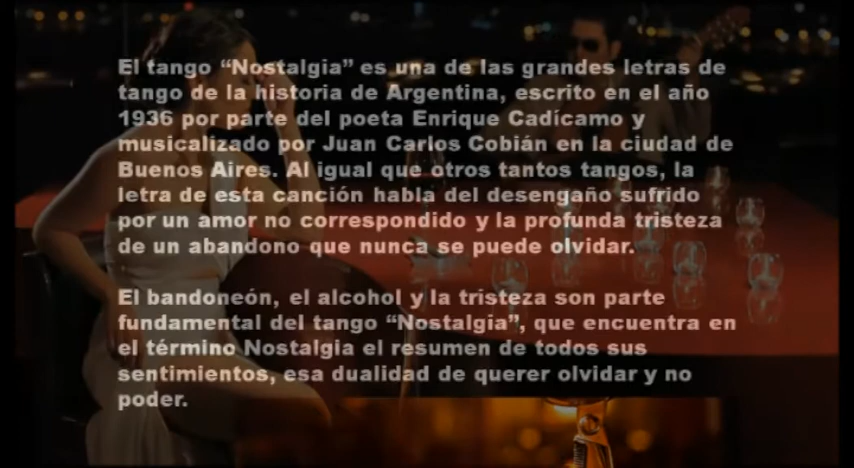 El tango “Nostalgia” es una de las grandes letras de
tango de la historia de Argentina, escrito en el año
1936 por parte del poeta Enrique Cadícamo y
musicalizado por Juan Carlos Cobián en la ciudad de
Buenos Aires. Al igual que otros tantos tangos, la
letra de esta canción habla del desengaño sufrido
por un amor no correspondido y la profunda tristeza
de un abandono que nunca se puede olvidar.
El bandoneón, el alcohol y la tristeza son parte
fundamental del tango “Nostalgia”, que encuentra en
el término Nostalgia el resumen de todos sus
sentimientos, esa dualidad de querer olvidar y no
poder.